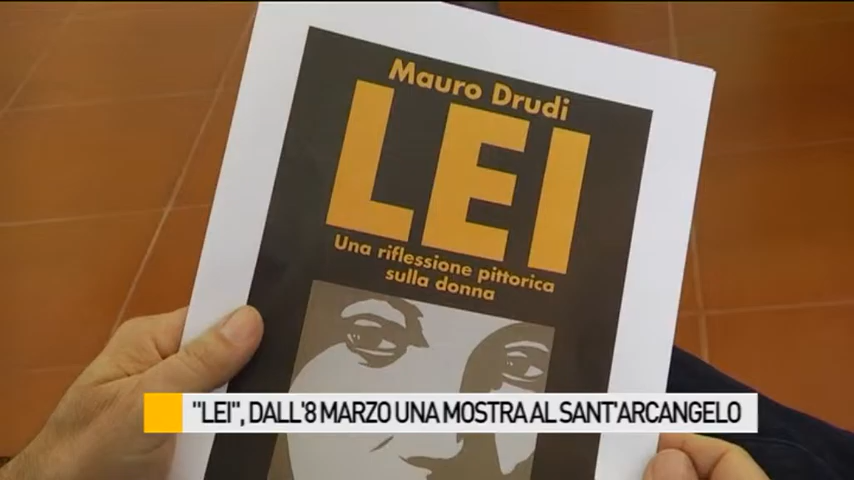 Mauro Drudi
LEI
Una riflessione pittorica
sulla donna
"LEI", DALL'8 MARZO UNA MOSTRA AL SANT'ARCANGELO